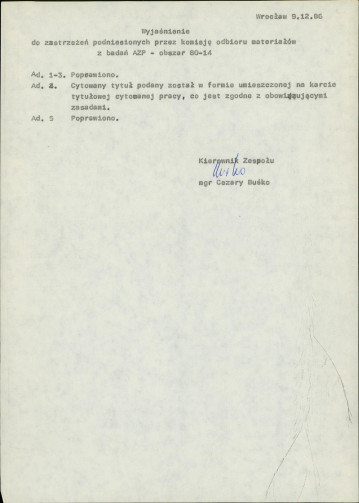 Wrocław 9.12.86
Wyjaśnienie
do zastrzeżeń podniesionych przez komisję odbioru materiałów
z badań AZP - obszar 80-14
Ad. 1-3. Poprawiono.
Ad. 4. Cytowany tytuł podany został w formie umieszczonej na karcie
tytułowej cytowanej pracy, co jest zgodne z obowiązującymi
zasadami.
Ad. 5 Poprawiono.
Kierownik Zespołu
Buśko
mgr Cezary Buśko